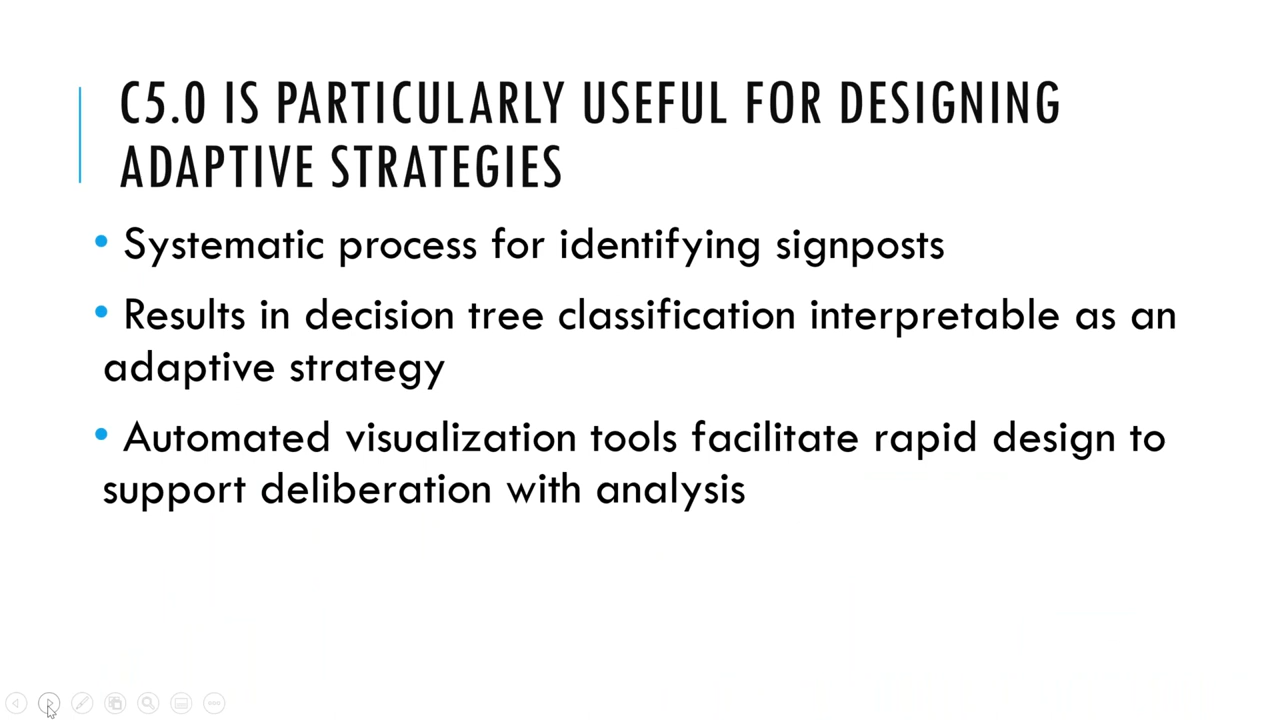 C5.0 IS PARTICULARLY USEFUL FOR DESIGNING
ADAPTIVE STRATEGIES
• Systematic process for identifying signposts
• Results in decision tree classification interpretable as an
adaptive strategy
• Automated visualization tools facilitate rapid design to
support deliberation with analysis